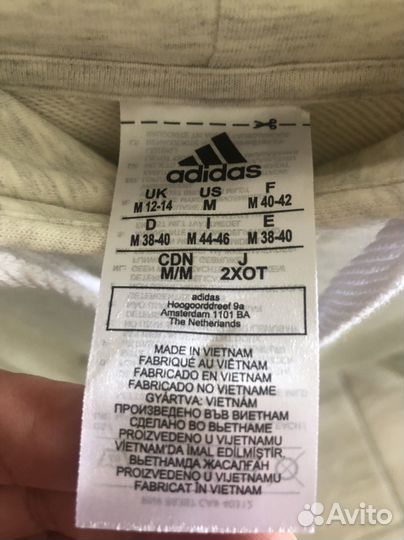 adidas
UK US F
M 12-14 M M 40-42
D I E
M 38-40 M 44-46 M 38-40
CDN J
M/M 2XOT
adidas
Hoogoorddreef 9a
Amsterdam 1101 BA
The Netherlands
MADE IN VIETNAM
FABRIQUÉ AU VIÊTNAM
FABRICADO EN VIETNAM
FABRICADO NO VIETNAME
GYÁRTVA: VIETNAM
ПРОИЗВЕДЕНО ВЪВ ВИЕТНАМ
СДЕЛАНО ВО ВЬЕТНАМЕ
PROIZVEDENO U VIJETNAMU
VİETNAM'DA İMAL EDİLMİŞTİR.
ВЬЕТНАМДА ЖАСАЛҒАН
PROIZVEDENO U VIJETNAMU
FABRICAT ÎN VIETNAM
Avito